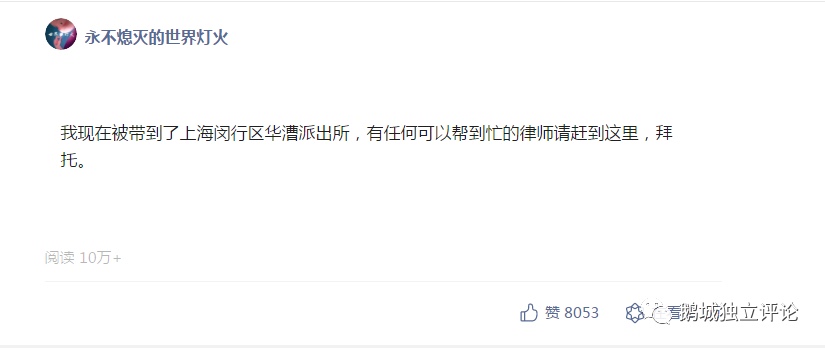 永不熄灭的世界灯火
我现在被带到了上海闵行区华漕派出所，有任何可以帮到忙的律师请赶到这里，拜
托。
阅读 10万+
赞 8053
鹅城独立评论